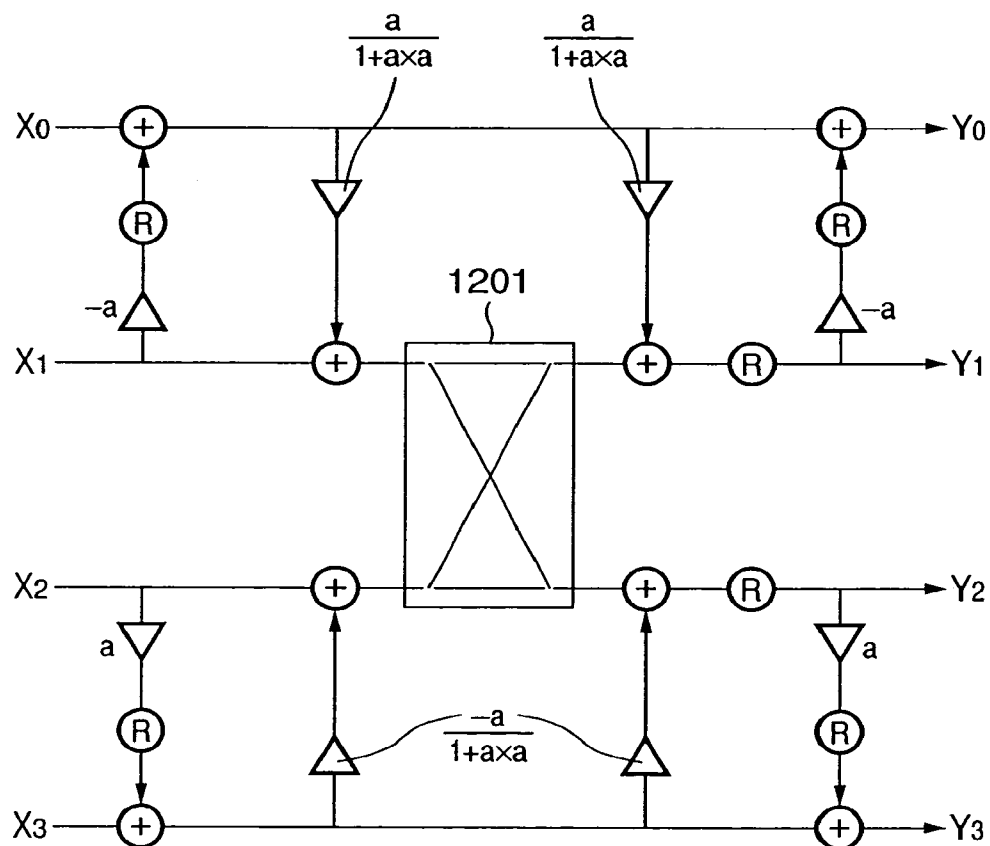 a a
1+a×a 1+a×a
X0 + + Y0
R R
–a –a
1201
X1 + + R Y1
X2 + + R Y2
a a
R R
–a
1+a×a
X3 + + Y3